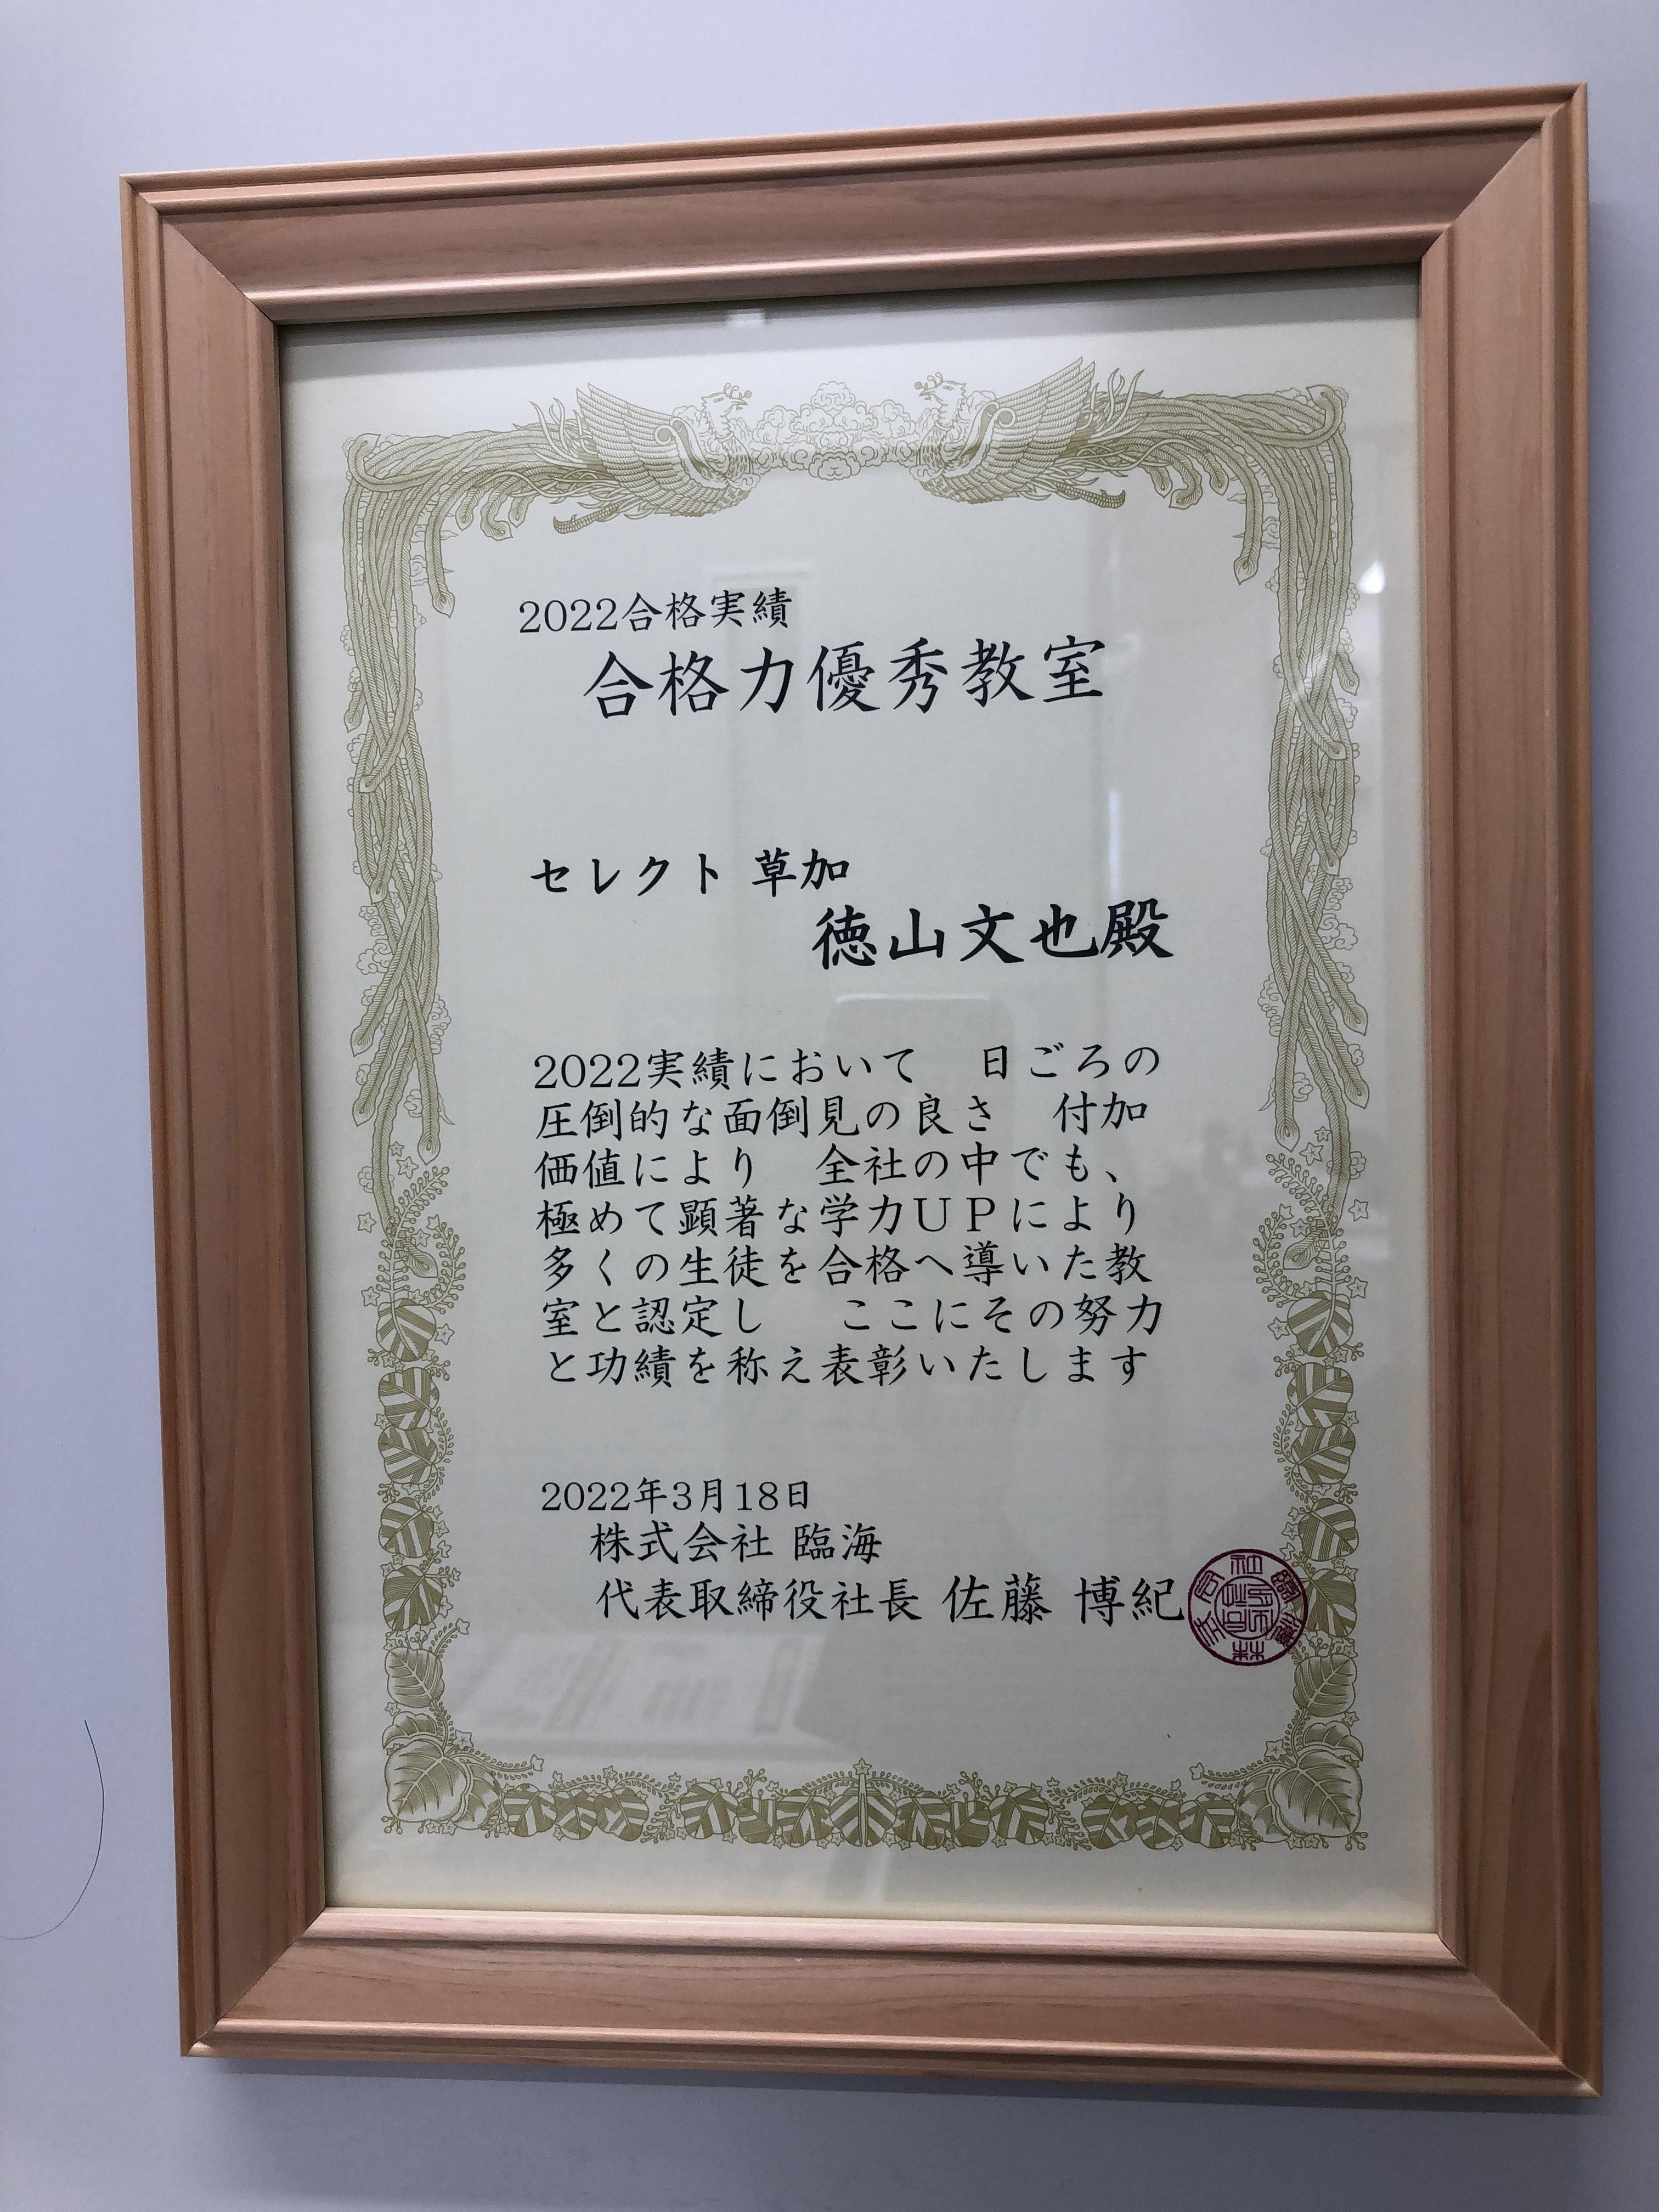 2022合格実績
合格力優秀教室
セレクト 草加
徳山文也殿
2022実績において　日ごろの
圧倒的な面倒見の良さ　付加
価値により　全社の中でも、
極めて顕著な学力ＵＰにより
多くの生徒を合格へ導いた教
室と認定し　ここにその努力
と功績を称え表彰いたします
2022年3月18日
株式会社 臨海
代表取締役社長 佐藤 博紀